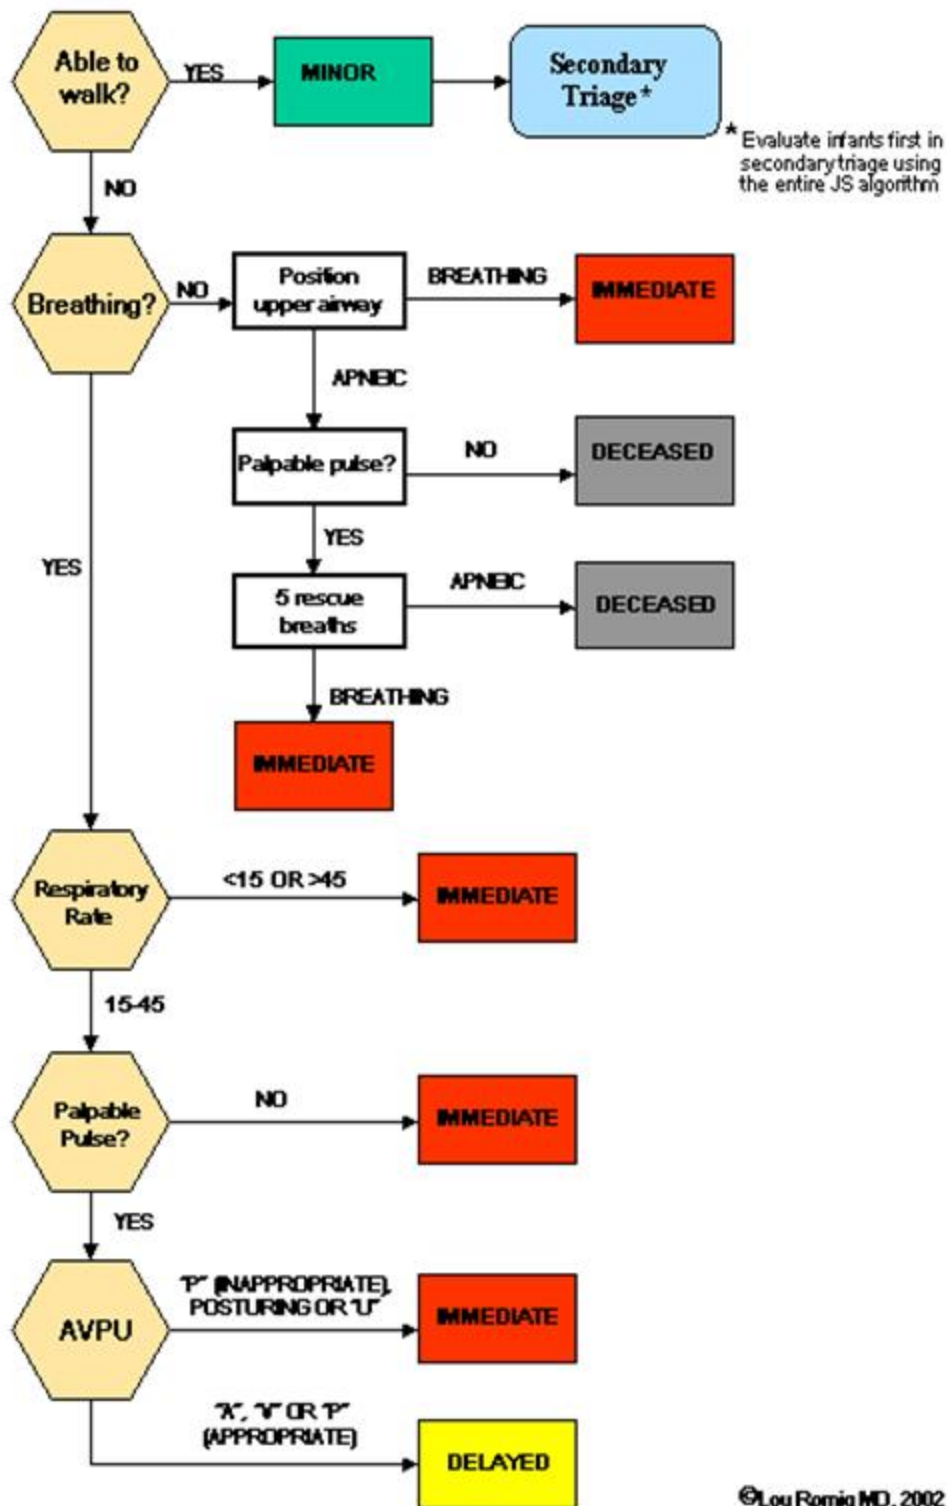 Able to
walk?
YES
MINOR
Secondary
Triage*
* Evaluate infants first in
secondary triage using
the entire JS algorithm
NO
Breathing?
NO
Position
upper airway
BREATHING
IMMEDIATE
APNEIC
Palpable pulse?
NO
DECEASED
YES
5 rescue
breaths
APNEIC
DECEASED
BREATHING
IMMEDIATE
YES
Respiratory
Rate
<15 OR >45
IMMEDIATE
15-45
Palpable
Pulse?
NO
IMMEDIATE
YES
AVPU
"P" (INAPPROPRIATE),
POSTURING OR "U"
IMMEDIATE
"A", "V" OR "P"
(APPROPRIATE)
DELAYED
©Lou Romig MD, 2002